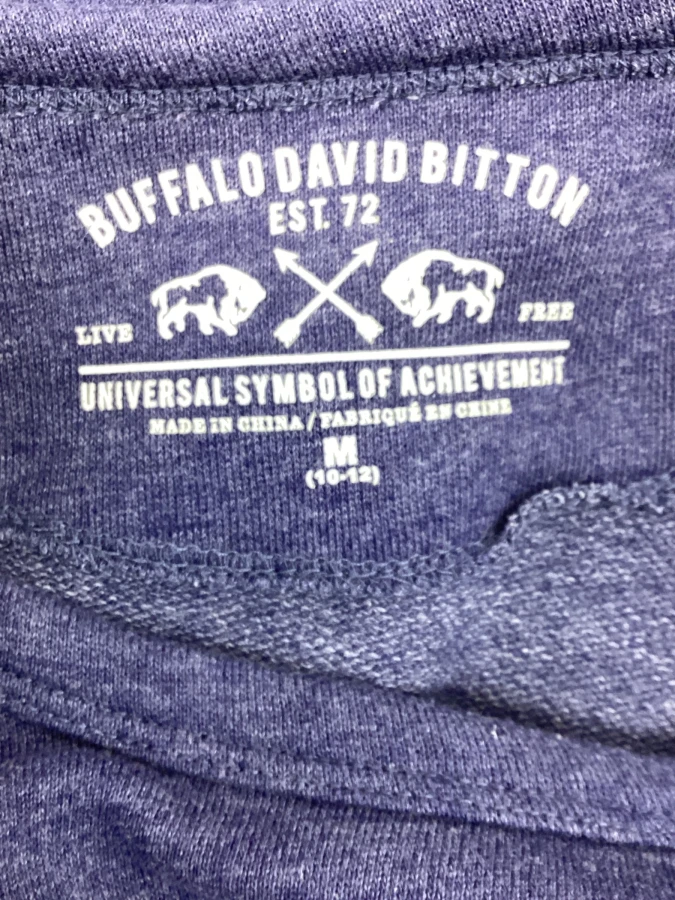 BUFFALO DAVID BITTON
EST. 72
LIVE FREE
UNIVERSAL SYMBOL OF ACHIEVEMENT
MADE IN CHINA / FABRIQUÉ EN CHINE
M
(10-12)